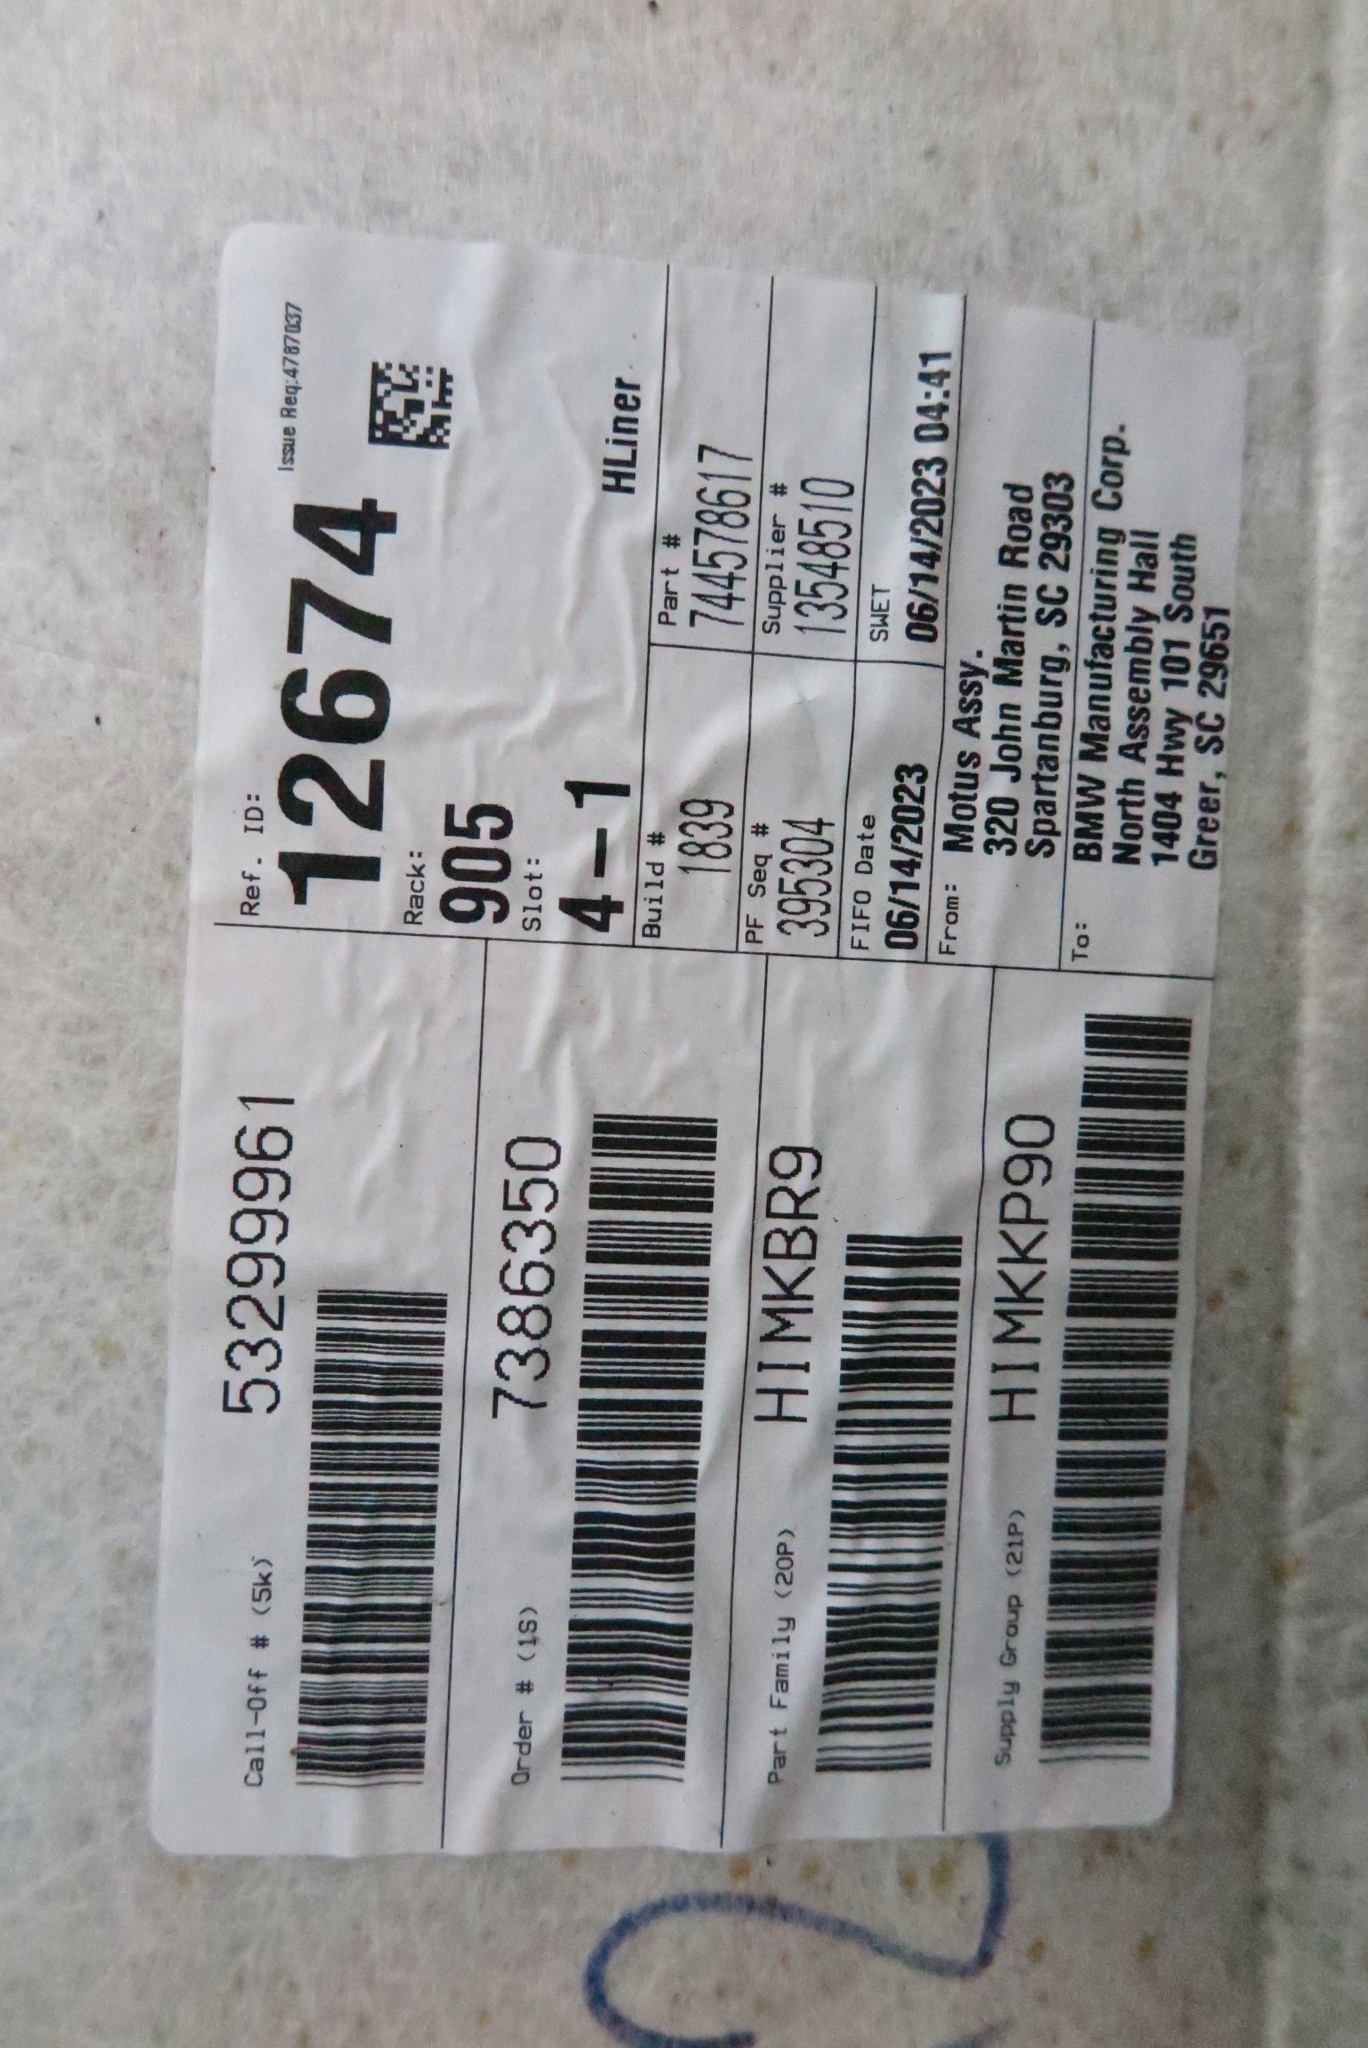 Call-Off # (5k)
53299961
Order # (1S)
7386350
Part Family (20P)
HIMKBR9
Supply Group (21P)
HIMKKP90
Ref. ID:
Issue Req:4787037
12674
Rack:
905
Slot:
4-1
HLiner
Build #
1839
Part #
744578617
PF Seq #
395304
Supplier #
13548510
FIFO Date
06/14/2023
SWET
06/14/2023 04:41
From:
Motus Assy.
320 John Martin Road
Spartanburg, SC 29303
To:
BMW Manufacturing Corp.
North Assembly Hall
1404 Hwy 101 South
Greer, SC 29651